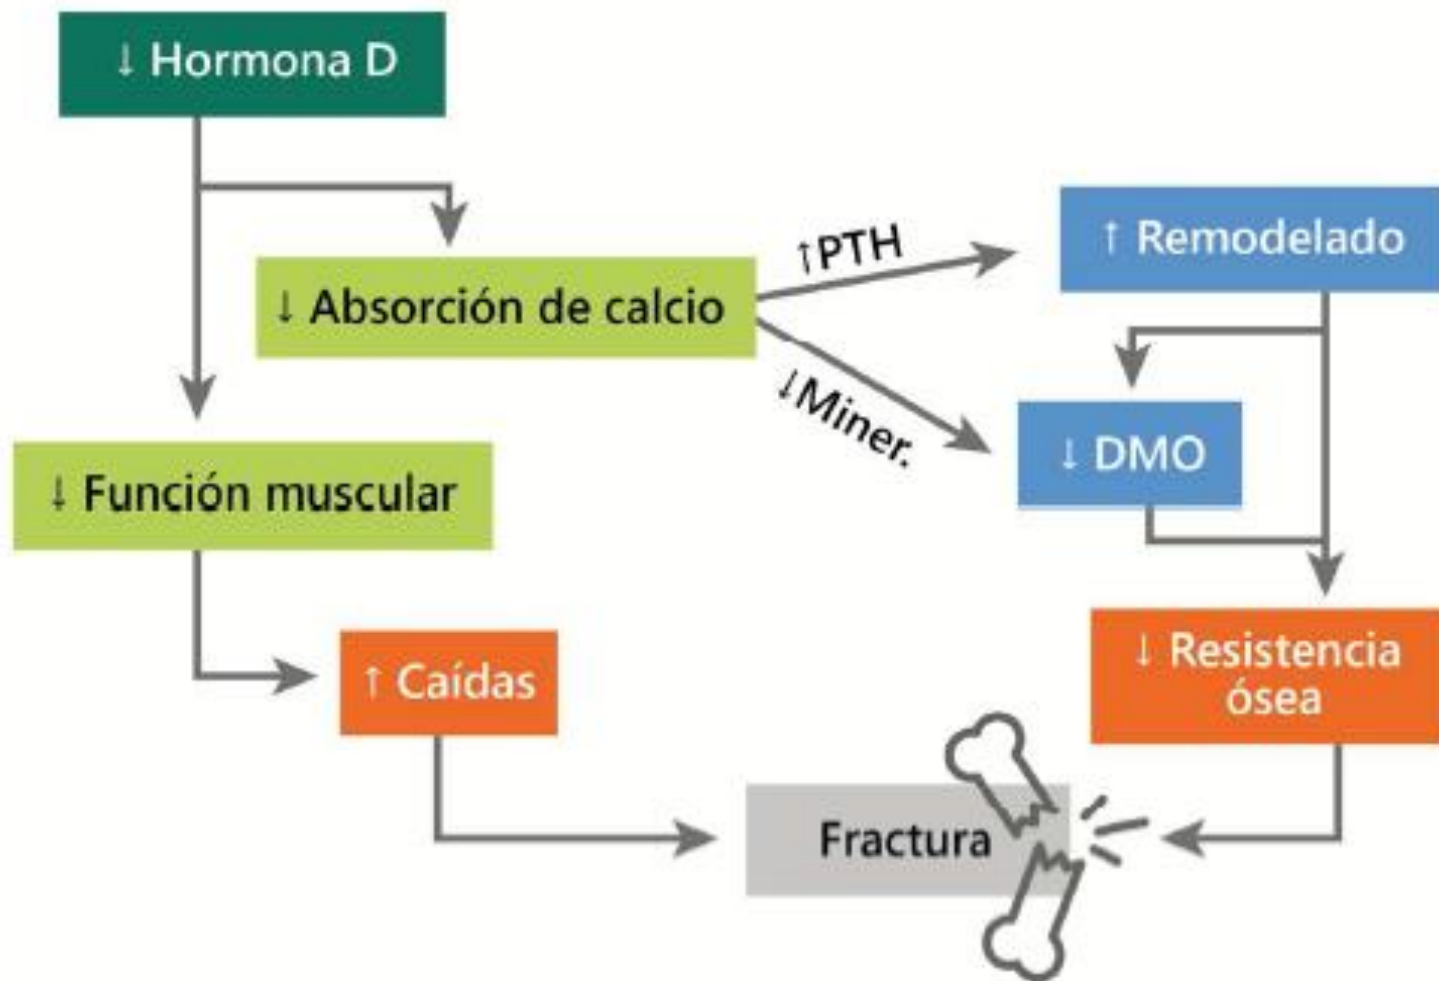 ↓ Hormona D
↓ Absorción de calcio
↑PTH
↓Miner.
↑ Remodelado
↓ DMO
↓ Función muscular
↑ Caídas
↓ Resistencia
ósea
Fractura